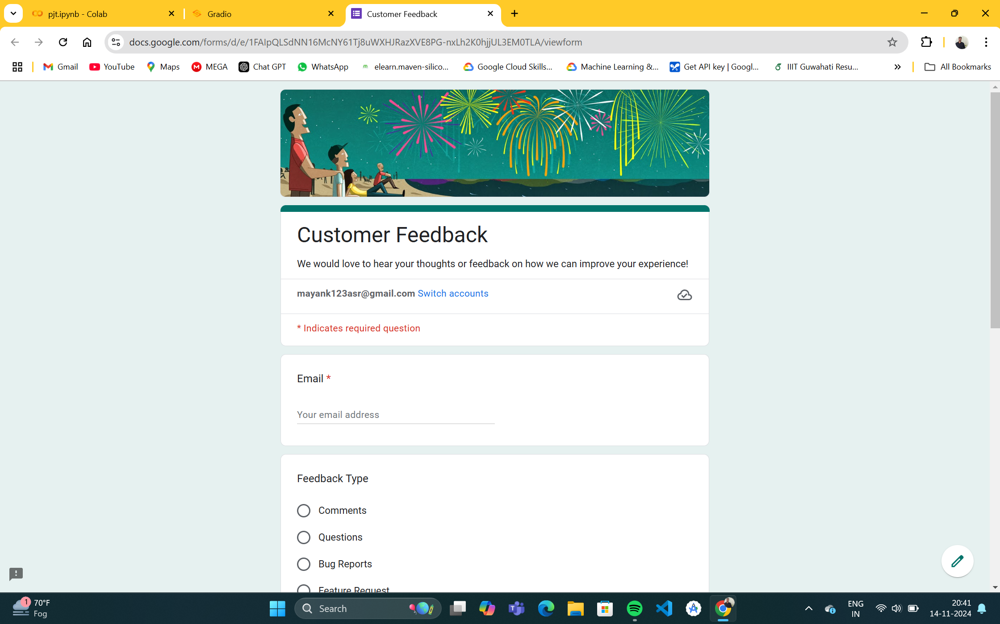 pjt.ipynb - Colab
Gradio
Customer Feedback
docs.google.com/forms/d/e/1FAIpQLSdNN16McNY61Tj8uWXHJRazXVE8PG-nxLh2K0hjjUL3EM0TLA/viewform
Gmail
YouTube
Maps
MEGA
Chat GPT
WhatsApp
elearn.maven-silico...
Google Cloud Skills...
Machine Learning &...
Get API key | Googl...
IIIT Guwahati Resu...
All Bookmarks
Customer Feedback
We would love to hear your thoughts or feedback on how we can improve your experience!
mayank123asr@gmail.com Switch accounts
* Indicates required question
Email *
Your email address
Feedback Type
Comments
Questions
Bug Reports
Feature Request
1
70°F
Fog
Search
ENG
IN
20:41
14-11-2024